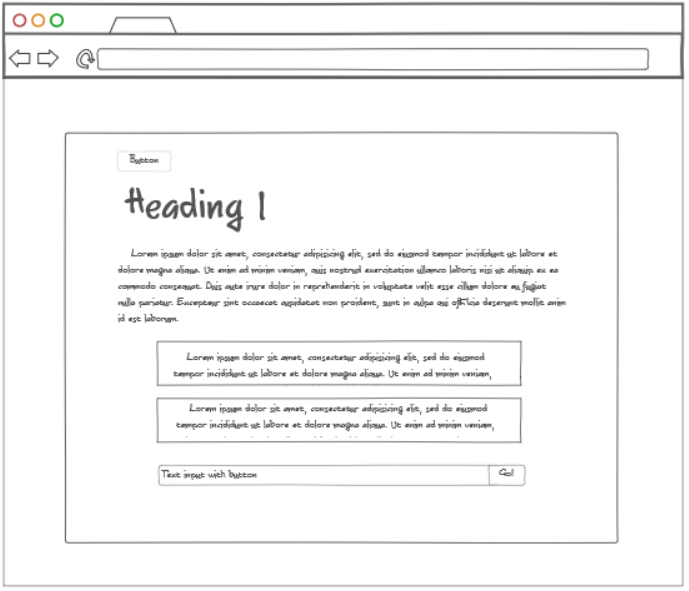 Button
Heading 1
Lorem ipsum dolor sit amet, consectetur adipisicing elit, sed do eiusmod tempor incididunt ut labore et
dolore magna aliqua. Ut enim ad minim veniam, quis nostrud exercitation ullamco laboris nisi ut aliquip ex ea
commodo consequat. Duis aute irure dolor in reprehenderit in voluptate velit esse cillum dolore eu fugiat
nulla pariatur. Excepteur sint occaecat cupidatat non proident, sunt in culpa qui officia deserunt mollit anim
id est laborum.
Lorem ipsum dolor sit amet, consectetur adipisicing elit, sed do eiusmod
tempor incididunt ut labore et dolore magna aliqua. Ut enim ad minim veniam,
Lorem ipsum dolor sit amet, consectetur adipisicing elit, sed do eiusmod
tempor incididunt ut labore et dolore magna aliqua. Ut enim ad minim veniam,
Text input with button
Go!